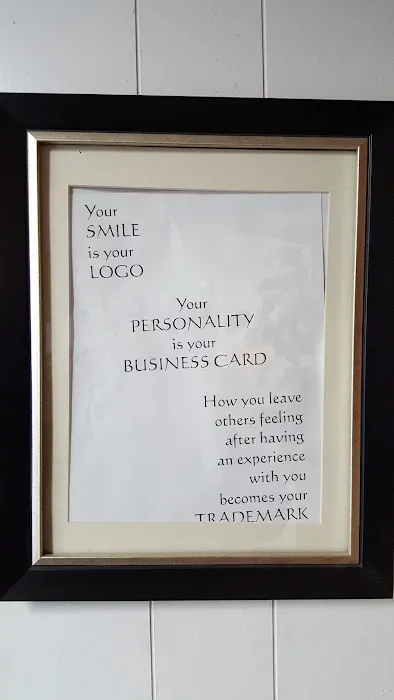 Your
SMILE
is your
LOGO
Your
PERSONALITY
is your
BUSINESS CARD
How you leave
others feeling
after having
an experience
with you
becomes your
TRADEMARK